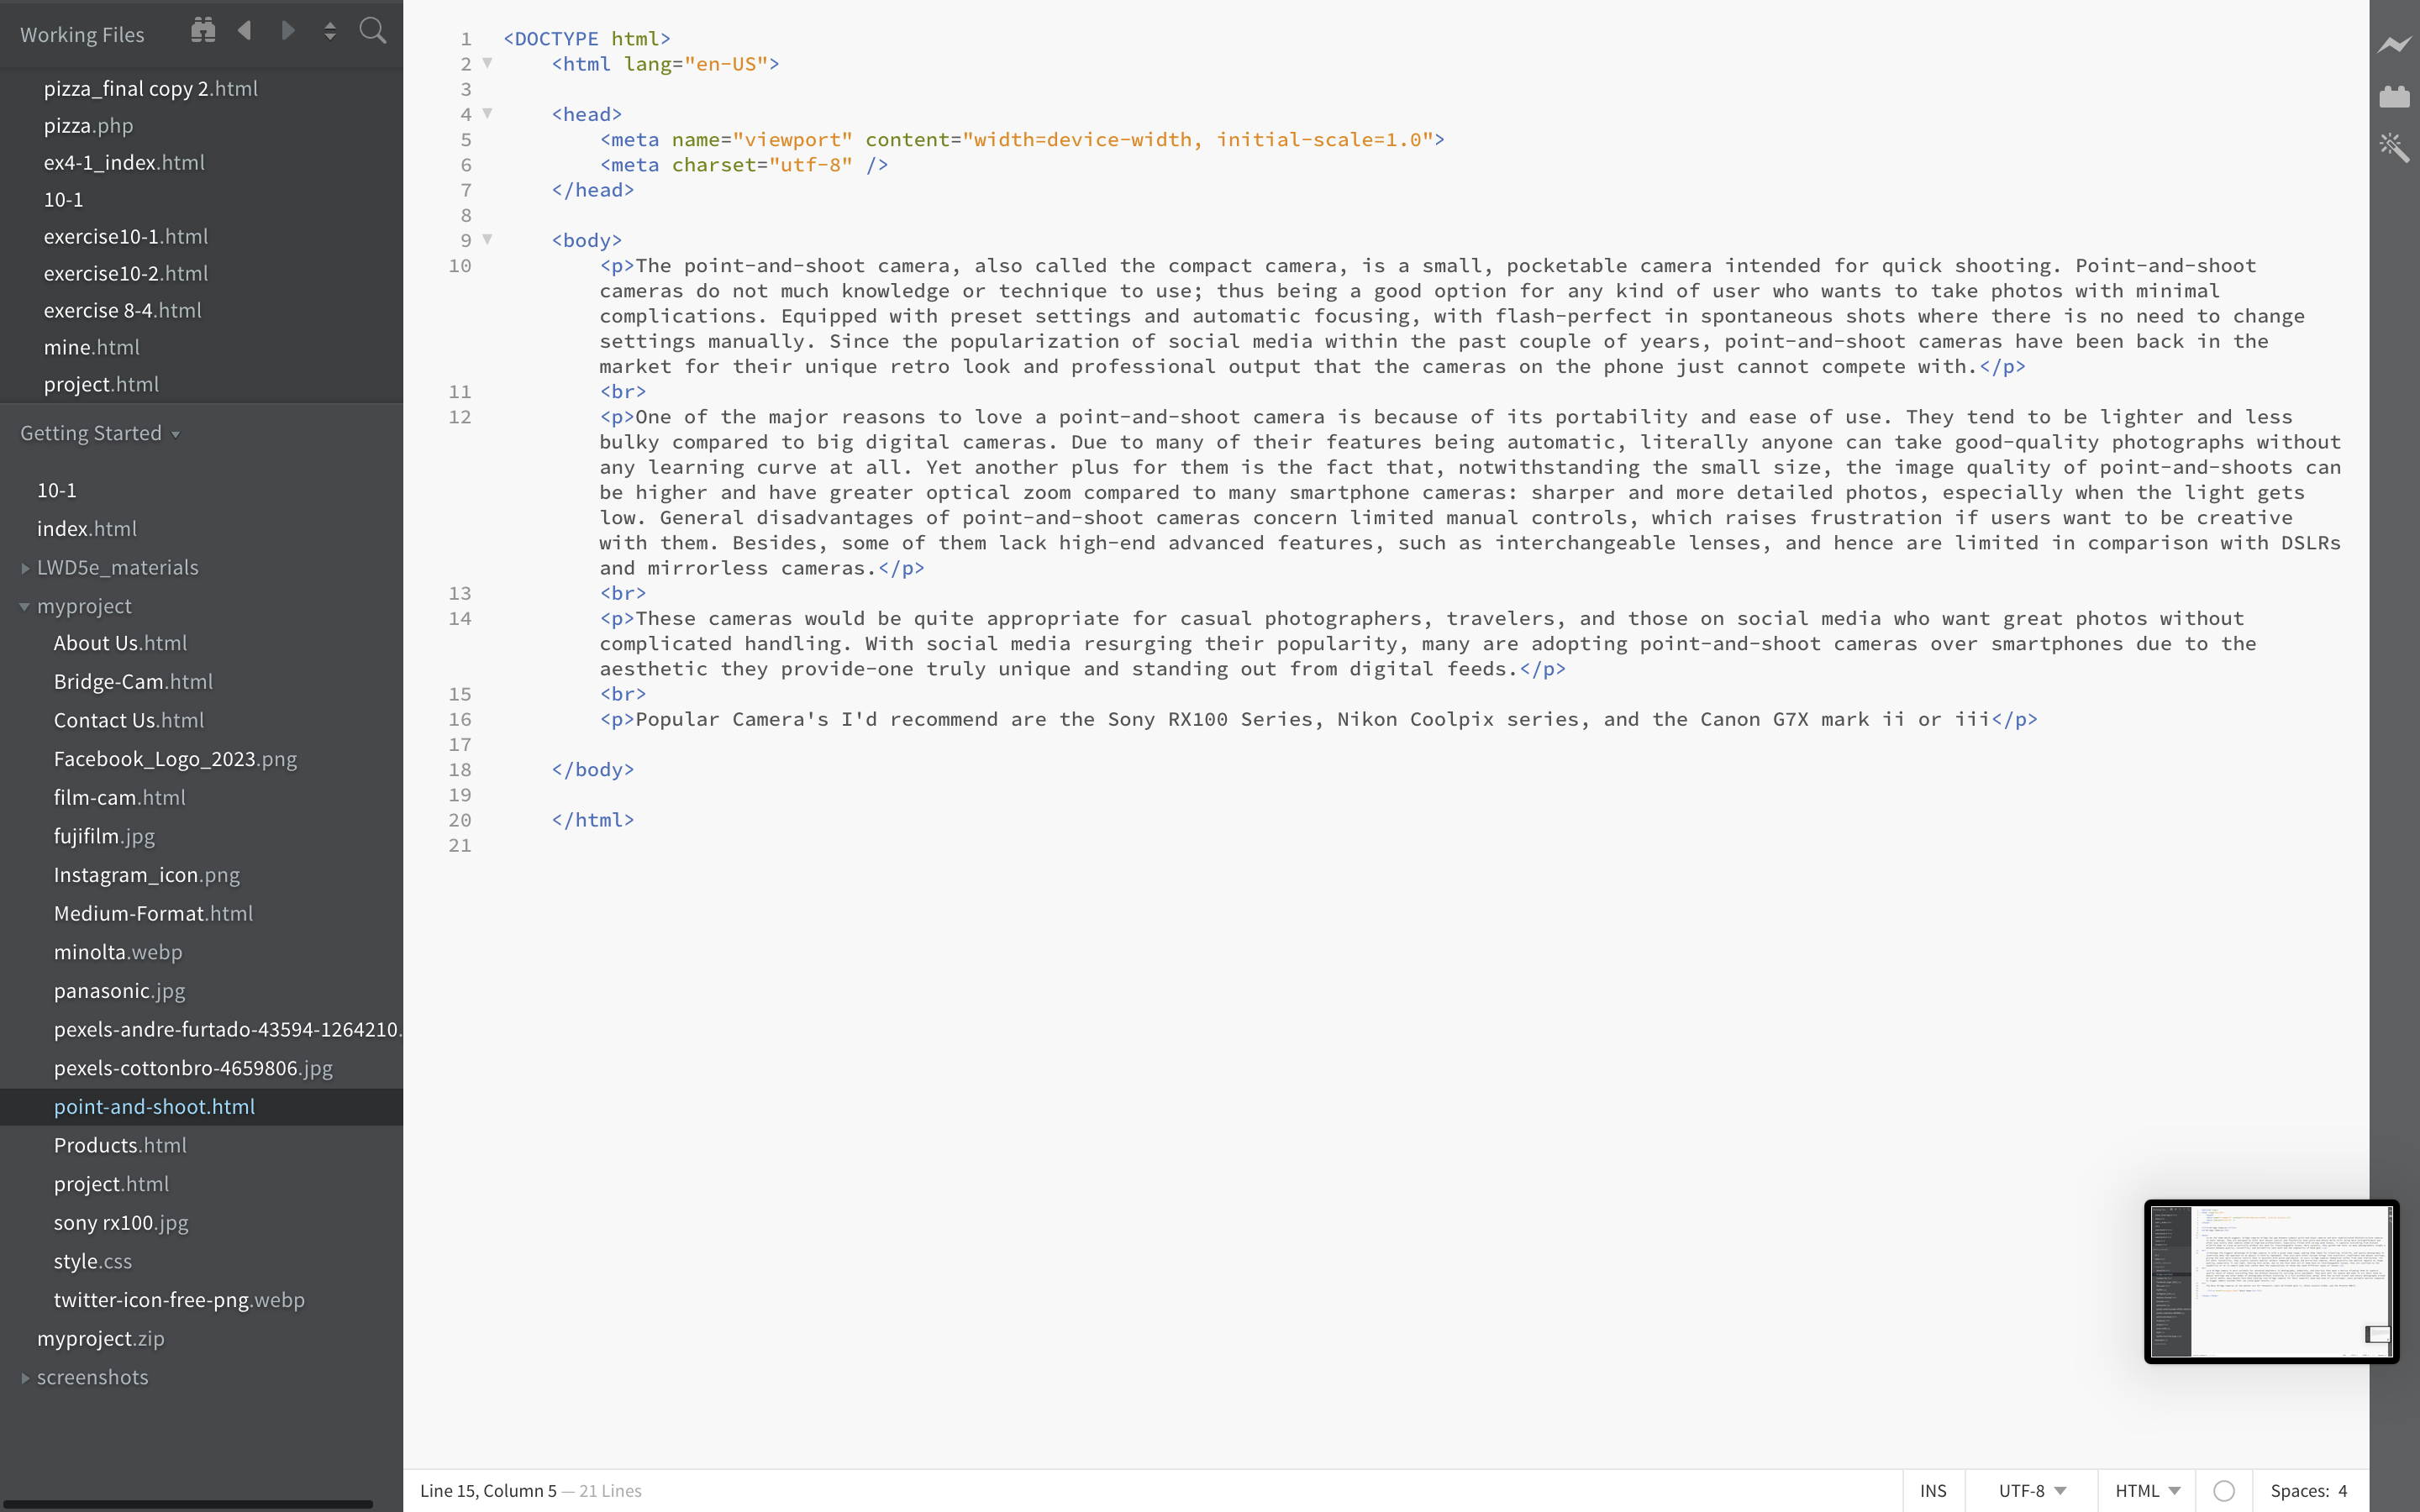 Working Files
pizza_final copy 2.html
pizza.php
ex4-1_index.html
10-1
exercise10-1.html
exercise10-2.html
exercise 8-4.html
mine.html
project.html
Getting Started
10-1
index.html
LWD5e_materials
myproject
About Us.html
Bridge-Cam.html
Contact Us.html
Facebook_Logo_2023.png
film-cam.html
fujifilm.jpg
Instagram_icon.png
Medium-Format.html
minolta.webp
panasonic.jpg
pexels-andre-furtado-43594-1264210.
pexels-cottonbro-4659806.jpg
point-and-shoot.html
Products.html
project.html
sony rx100.jpg
style.css
twitter-icon-free-png.webp
myproject.zip
screenshots
1 <DOCTYPE html>
2 <html lang="en-US">
3
4 <head>
5 <meta name="viewport" content="width=device-width, initial-scale=1.0">
6 <meta charset="utf-8" />
7 </head>
8
9 <body>
10 <p>The point-and-shoot camera, also called the compact camera, is a small, pocketable camera intended for quick shooting. Point-and-shoot
cameras do not much knowledge or technique to use; thus being a good option for any kind of user who wants to take photos with minimal
complications. Equipped with preset settings and automatic focusing, with flash-perfect in spontaneous shots where there is no need to change
settings manually. Since the popularization of social media within the past couple of years, point-and-shoot cameras have been back in the
market for their unique retro look and professional output that the cameras on the phone just cannot compete with.</p>
11 <br>
12 <p>One of the major reasons to love a point-and-shoot camera is because of its portability and ease of use. They tend to be lighter and less
bulky compared to big digital cameras. Due to many of their features being automatic, literally anyone can take good-quality photographs without
any learning curve at all. Yet another plus for them is the fact that, notwithstanding the small size, the image quality of point-and-shoots can
be higher and have greater optical zoom compared to many smartphone cameras: sharper and more detailed photos, especially when the light gets
low. General disadvantages of point-and-shoot cameras concern limited manual controls, which raises frustration if users want to be creative
with them. Besides, some of them lack high-end advanced features, such as interchangeable lenses, and hence are limited in comparison with DSLRs
and mirrorless cameras.</p>
13 <br>
14 <p>These cameras would be quite appropriate for casual photographers, travelers, and those on social media who want great photos without
complicated handling. With social media resurging their popularity, many are adopting point-and-shoot cameras over smartphones due to the
aesthetic they provide-one truly unique and standing out from digital feeds.</p>
15 <br>
16 <p>Popular Camera's I'd recommend are the Sony RX100 Series, Nikon Coolpix series, and the Canon G7X mark ii or iii</p>
17
18 </body>
19
20 </html>
21
Line 15, Column 5 — 21 Lines
INS UTF-8 HTML Spaces: 4